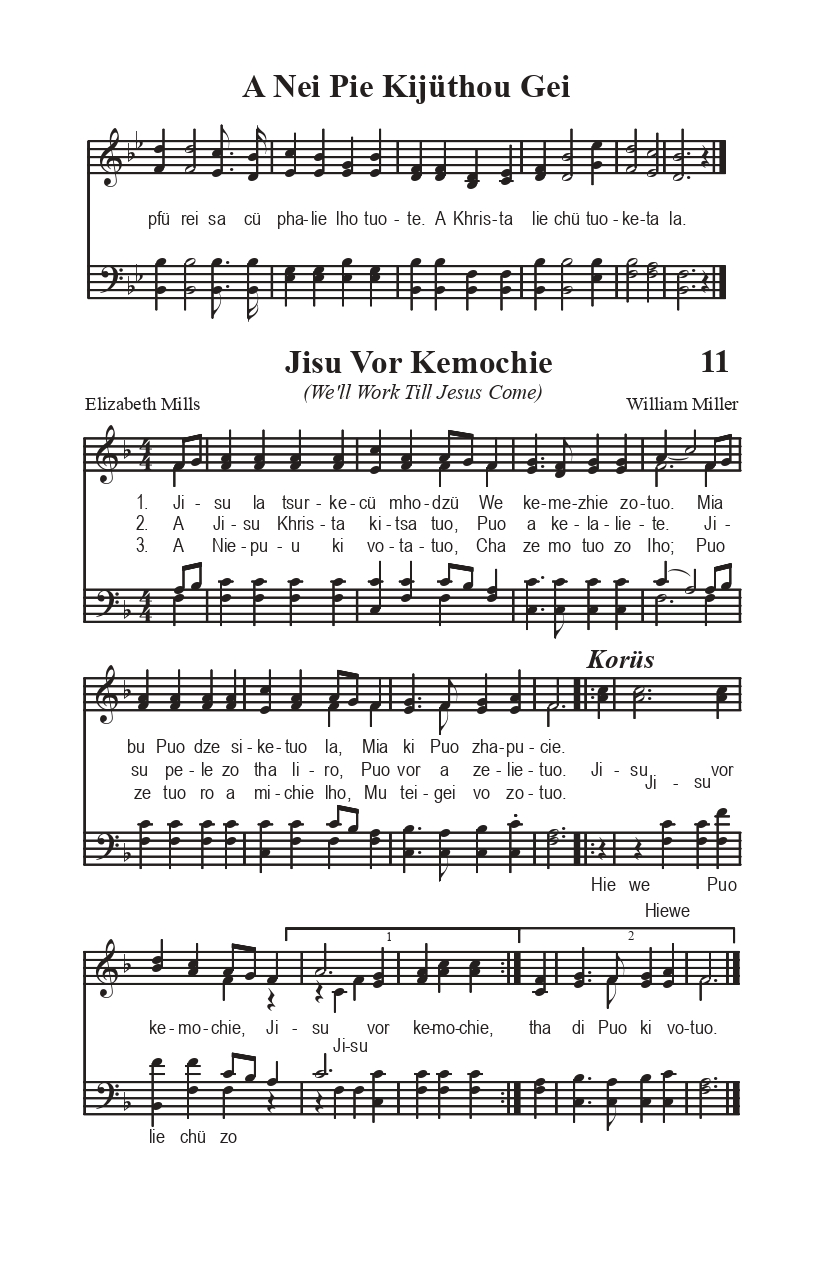 A Nei Pie Kijüthou Gei
pfü rei sa cü pha-lie lho tuo - te. A Khris-ta lie chü tuo-ke-ta la.
Jisu Vor Kemochie 11
(We'll Work Till Jesus Come)
Elizabeth Mills William Miller
4
4
1. Ji - su la tsur-ke-cü mho-dzü We ke-me-zhie zo-tuo. Mia
2. A Ji-su Khris-ta ki-tsa tuo, Puo a ke-la-lie-te. Ji -
3. A Nie-pu-u ki vo-ta-tuo, Cha ze mo tuo zo lho; Puo
4
4
Korüs
bu Puo dze si-ke-tuo la, Mia ki Puo zha-pu-cie.
su pe-le zo tha li-ro, Puo vor a ze-lie-tuo. Ji - su vor
Ji - su
ze tuo ro a mi-chie lho, Mu tei-gei vo zo-tuo.
Hie we Puo
Hiewe
1 2
ke-mo-chie, Ji - su vor ke-mo-chie, tha di Puo ki vo-tuo.
Ji-su
lie chü zo